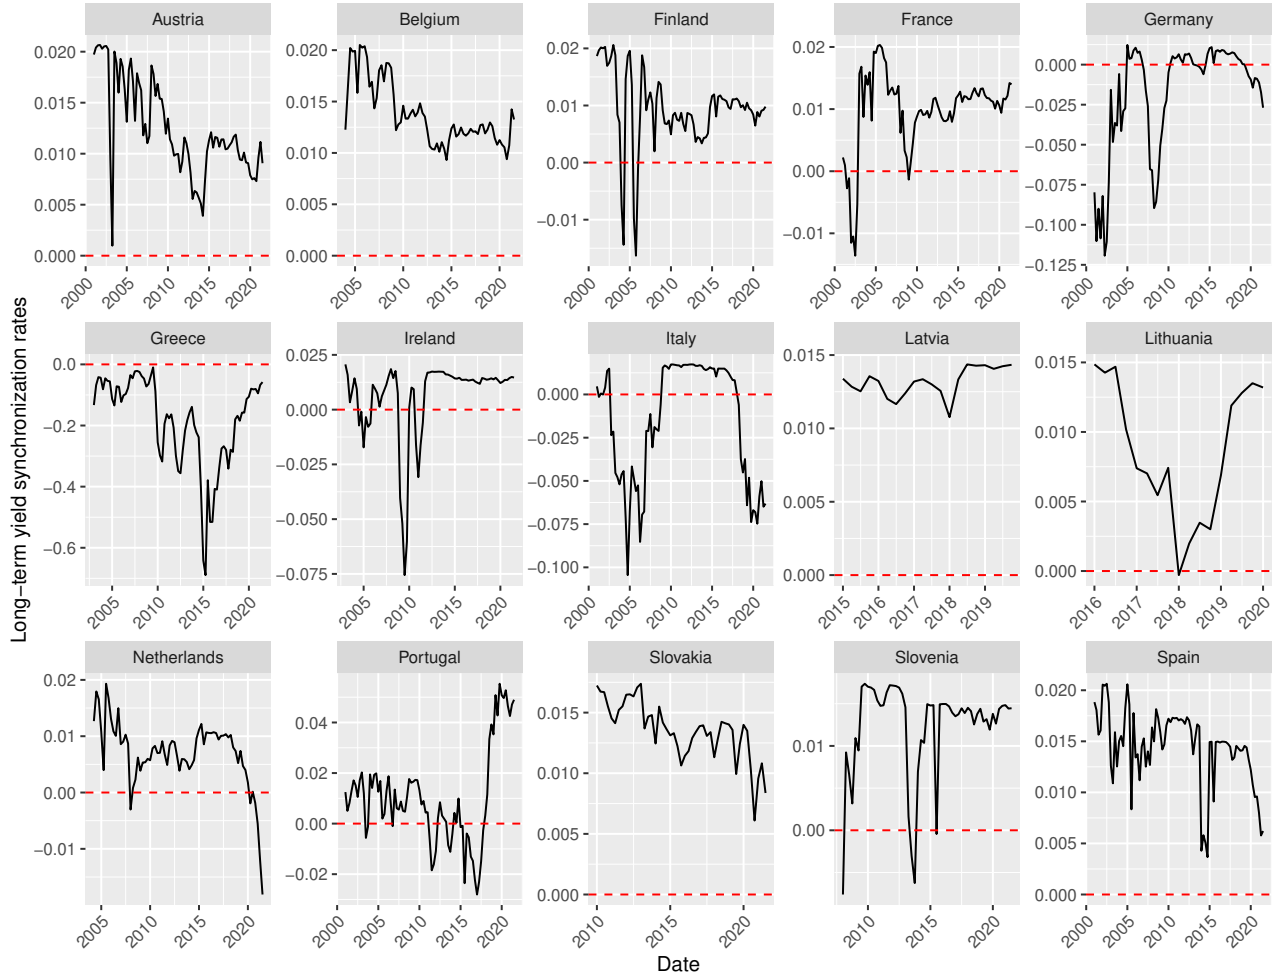 Austria Belgium Finland France Germany
0.020 0.015 0.010 0.005 0.000
0.020 0.015 0.010 0.005 0.000
0.02 0.01 0.00 −0.01
0.02 0.01 0.00 −0.01
0.000 −0.025 −0.050 −0.075 −0.100 −0.125
2000 2005 2010 2015 2020
2005 2010 2015 2020
2000 2005 2010 2015 2020
2000 2005 2010 2015 2020
2000 2005 2010 2015 2020
Long−term yield synchronization rates
Greece Ireland Italy Latvia Lithuania
0.0 −0.2 −0.4 −0.6
0.025 0.000 −0.025 −0.050 −0.075
0.000 −0.025 −0.050 −0.075 −0.100
0.015 0.010 0.005 0.000
0.015 0.010 0.005 0.000
2005 2010 2015 2020
2005 2010 2015 2020
2000 2005 2010 2015 2020
2015 2016 2017 2018 2019
2016 2017 2018 2019 2020
Netherlands Portugal Slovakia Slovenia Spain
0.02 0.01 0.00 −0.01
0.04 0.02 0.00 −0.02
0.015 0.010 0.005 0.000
0.01 0.00
0.020 0.015 0.010 0.005 0.000
2005 2010 2015 2020
2000 2005 2010 2015 2020
2010 2015 2020
2010 2015 2020
2000 2005 2010 2015 2020
Date